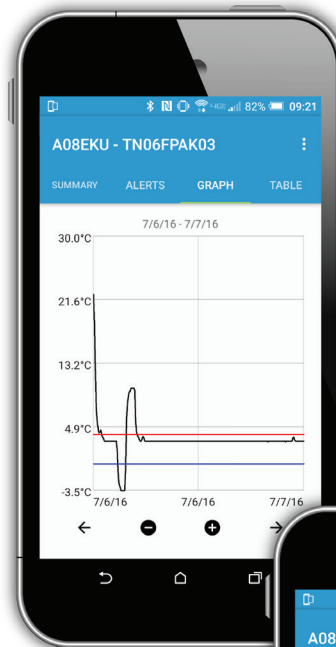 82% 09:21
A08EKU - TN06FPAK03
SUMMARY ALERTS GRAPH TABLE
7/6/16 - 7/7/16
30.0°C
21.6°C
13.2°C
4.9°C
-3.5°C
7/6/16 7/6/16 7/7/16
A08